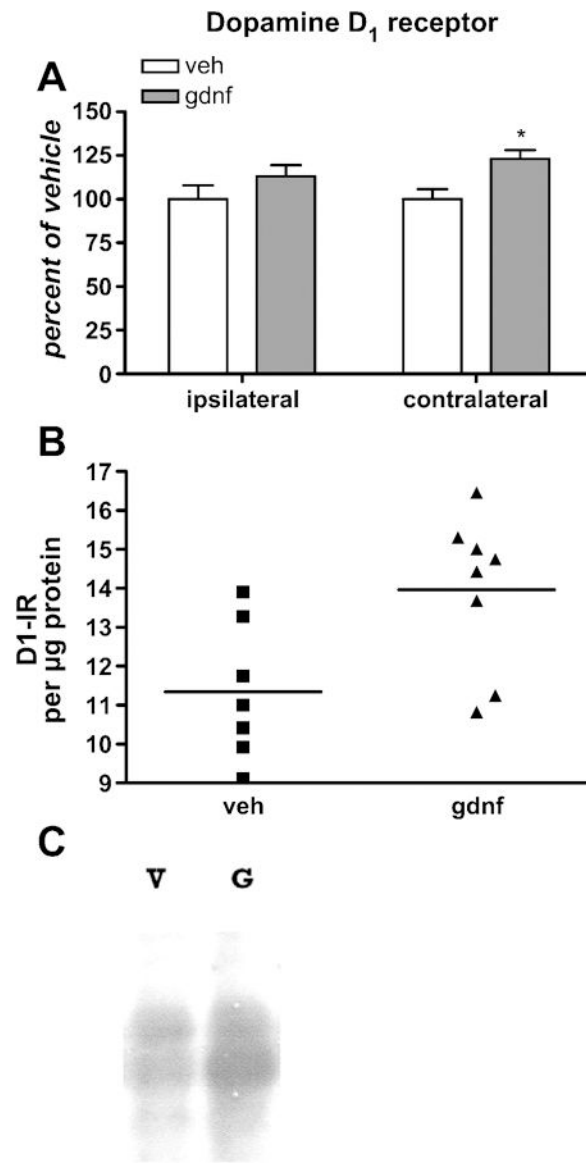 Dopamine D₁ receptor
A
veh
gdnf
percent of vehicle
150
125
100
75
50
25
0
*
ipsilateral
contralateral
B
D1-IR
per µg protein
17
16
15
14
13
12
11
10
9
veh
gdnf
C
V G